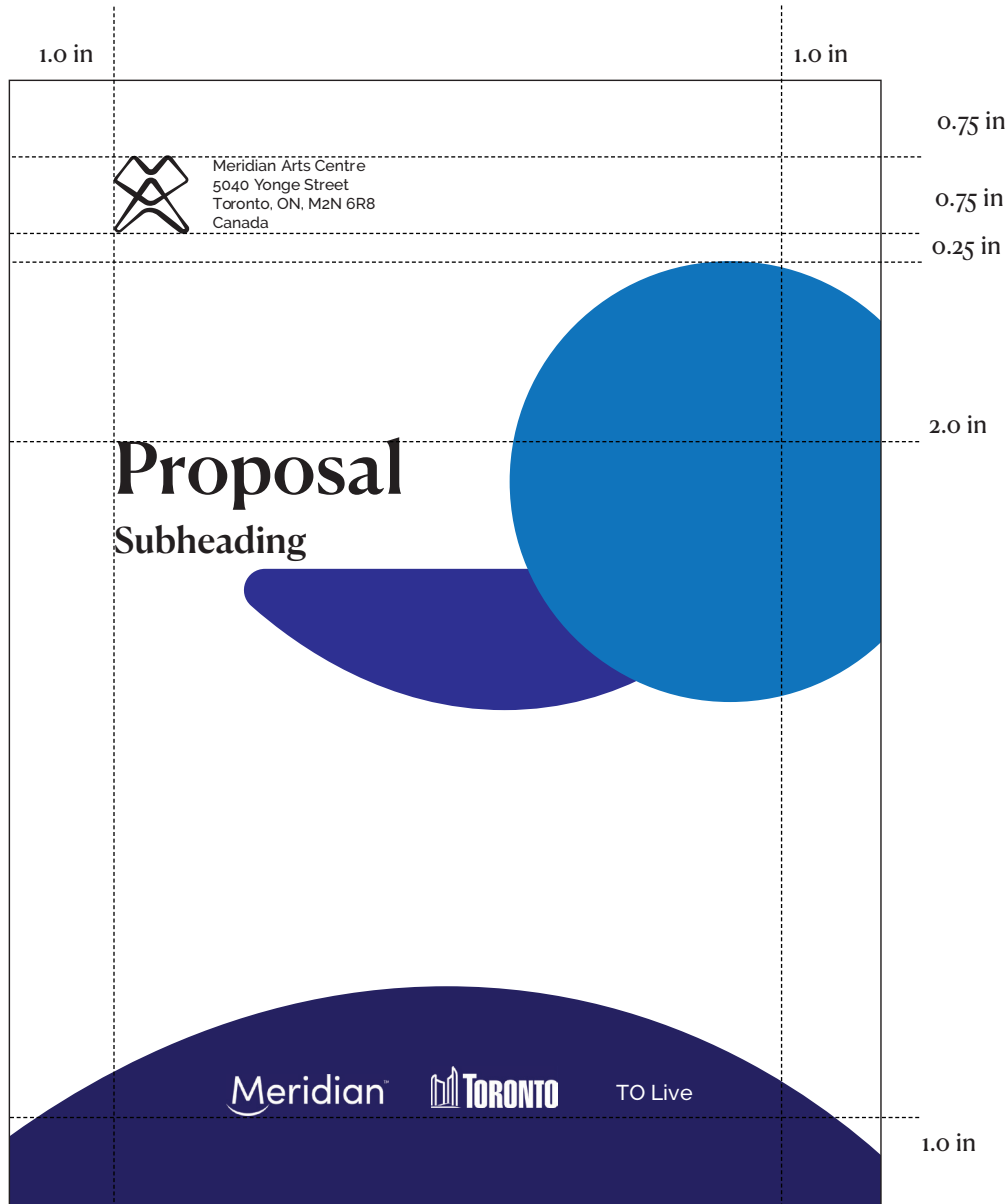 1.0 in
1.0 in
0.75 in
Meridian Arts Centre
5040 Yonge Street
Toronto, ON, M2N 6R8
Canada
0.75 in
0.25 in
2.0 in
Proposal
Subheading
Meridian™
TORONTO
TO Live
1.0 in